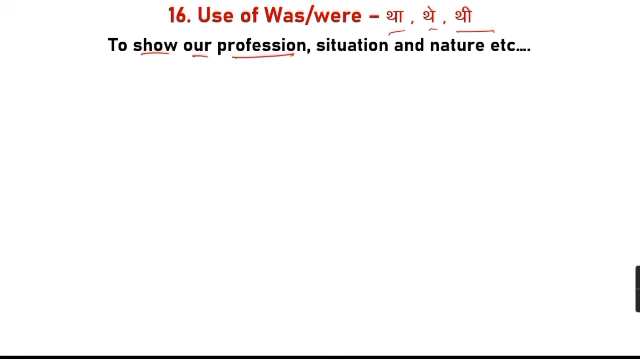 16. Use of Was/were – था , थे , थी
To show our profession, situation and nature etc....